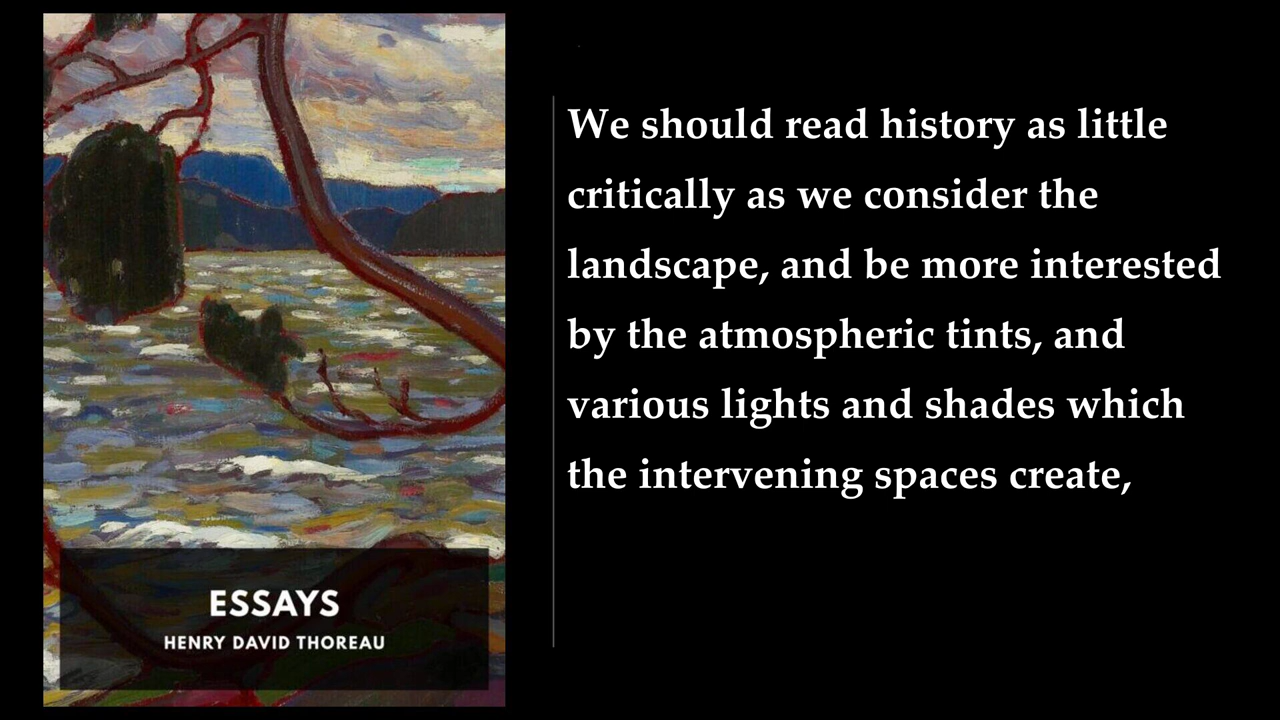 We should read history as little
critically as we consider the
landscape, and be more interested
by the atmospheric tints, and
various lights and shades which
the intervening spaces create,
ESSAYS
HENRY DAVID THOREAU